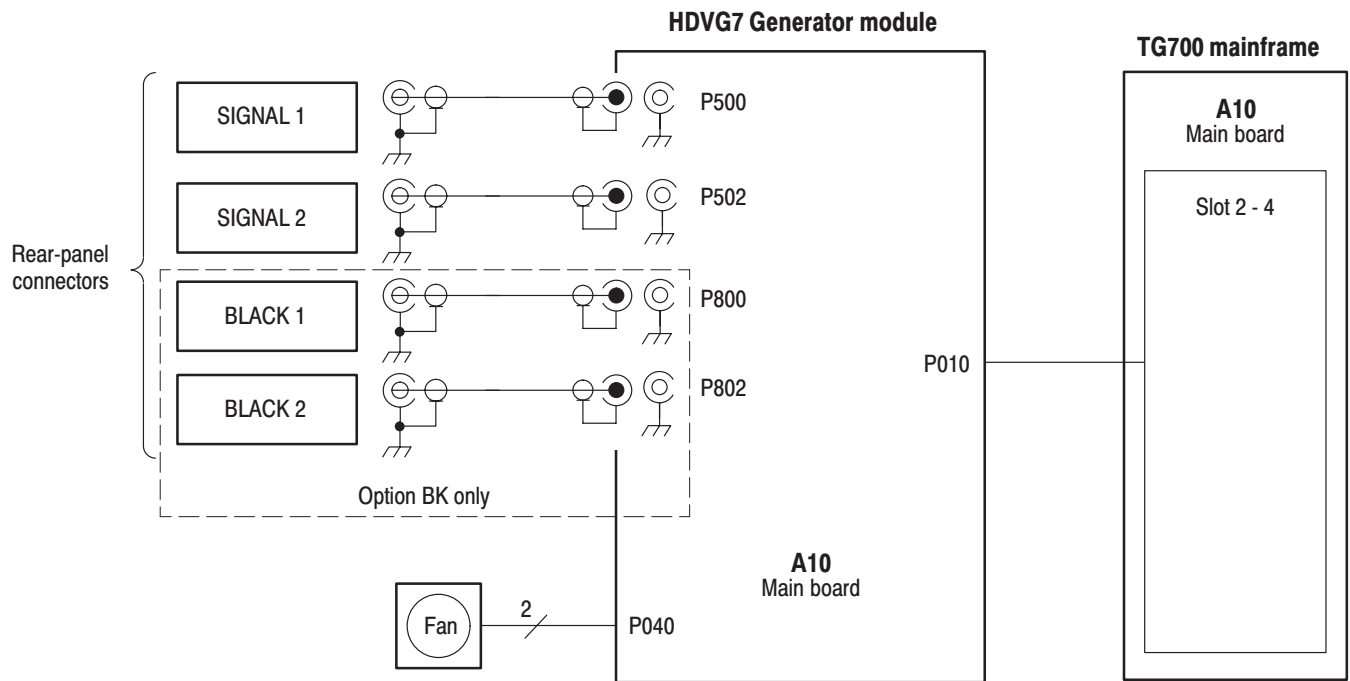 HDVG7 Generator module
TG700 mainframe
SIGNAL 1
P500
A10
Main board
SIGNAL 2
P502
Slot 2 - 4
Rear-panel
connectors
BLACK 1
P800
P010
BLACK 2
P802
Option BK only
A10
Main board
Fan
2
P040